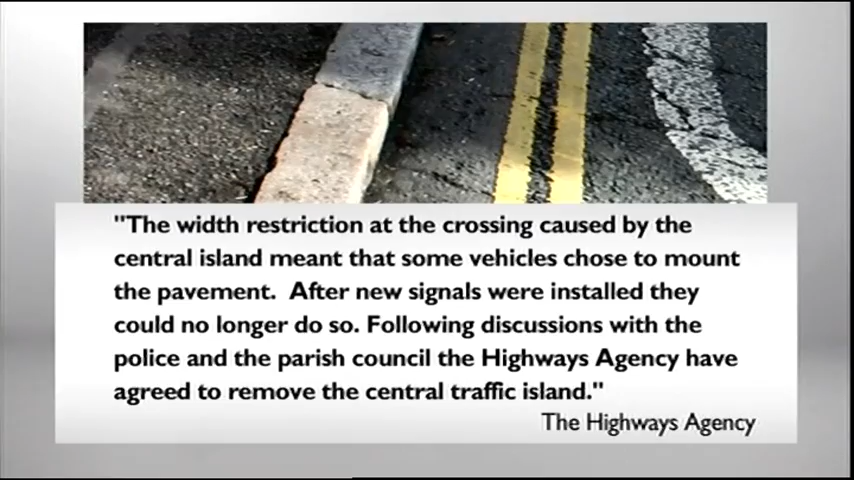 "The width restriction at the crossing caused by the
central island meant that some vehicles chose to mount
the pavement.  After new signals were installed they
could no longer do so. Following discussions with the
police and the parish council the Highways Agency have
agreed to remove the central traffic island."
The Highways Agency